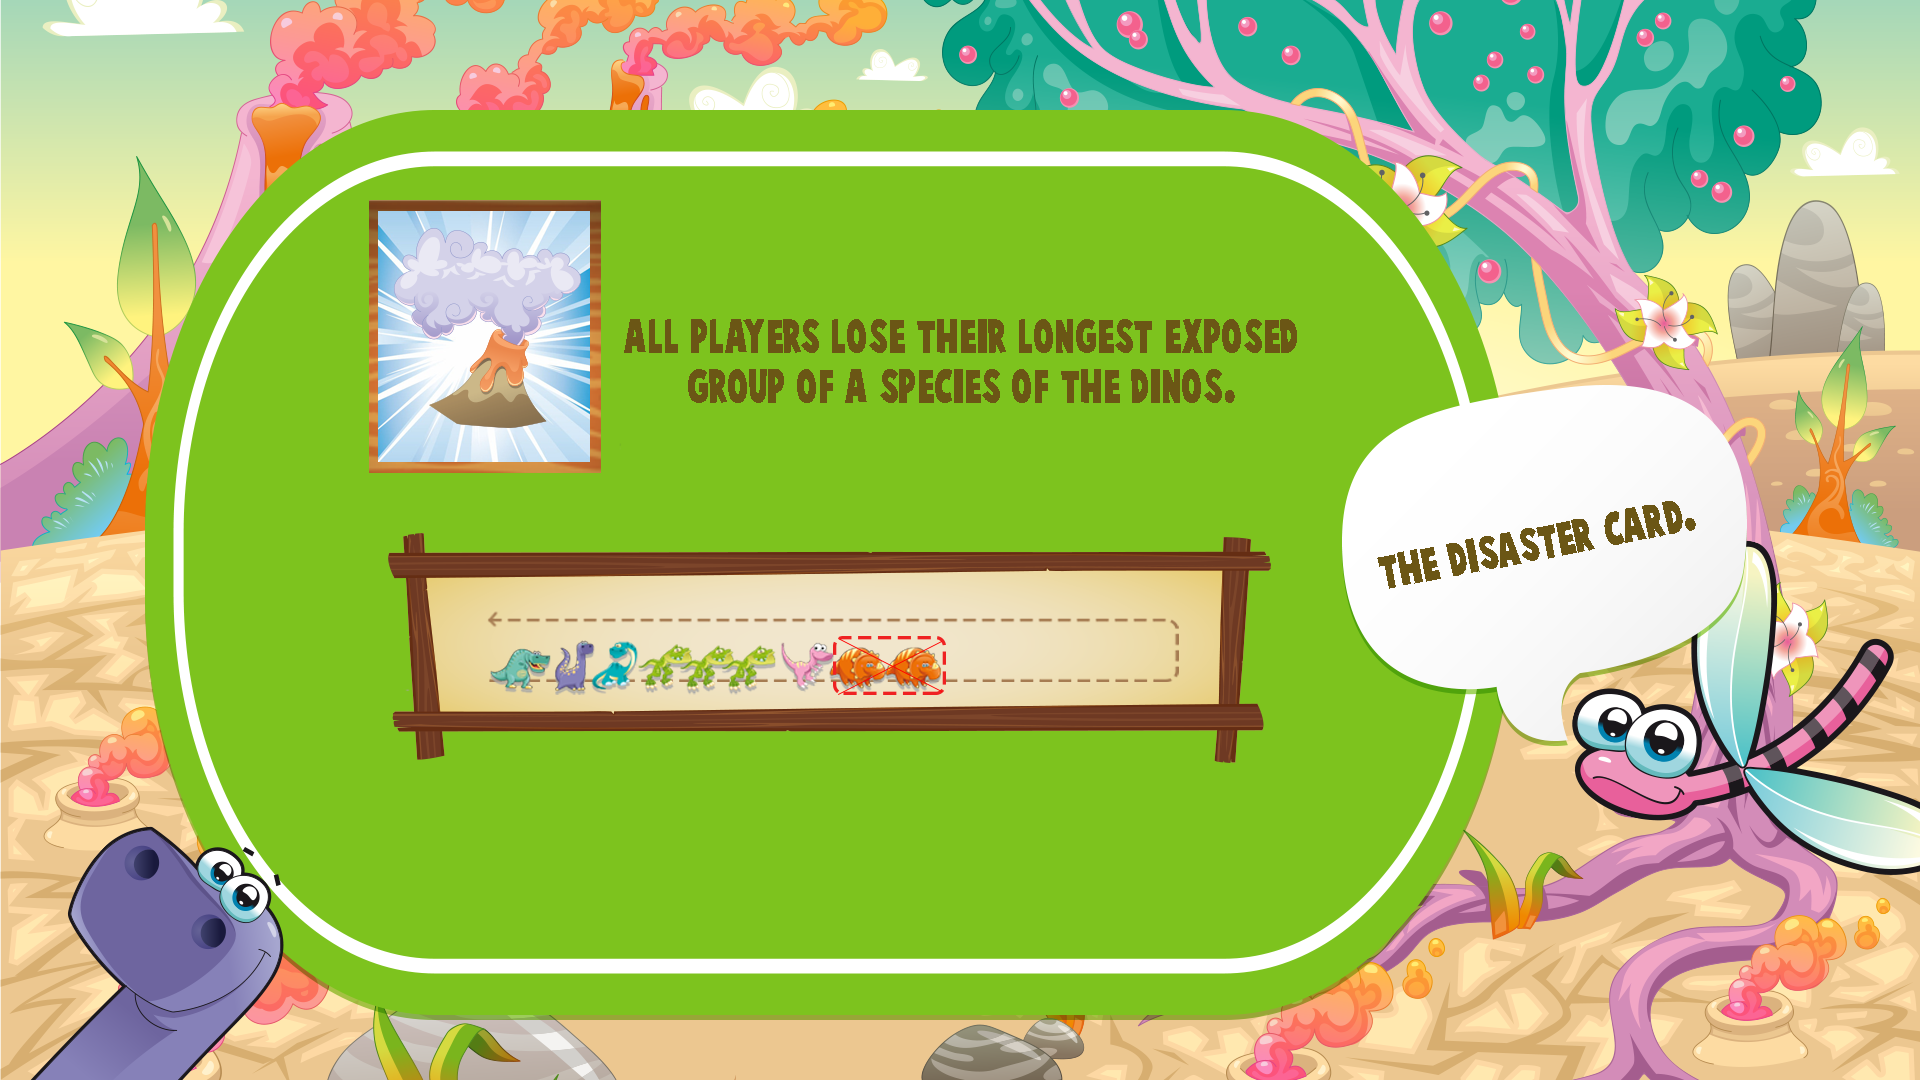 ALL PLAYERS LOSE THEIR LONGEST EXPOSED
GROUP OF A SPECIES OF THE DINOS.
THE DISASTER CARD.